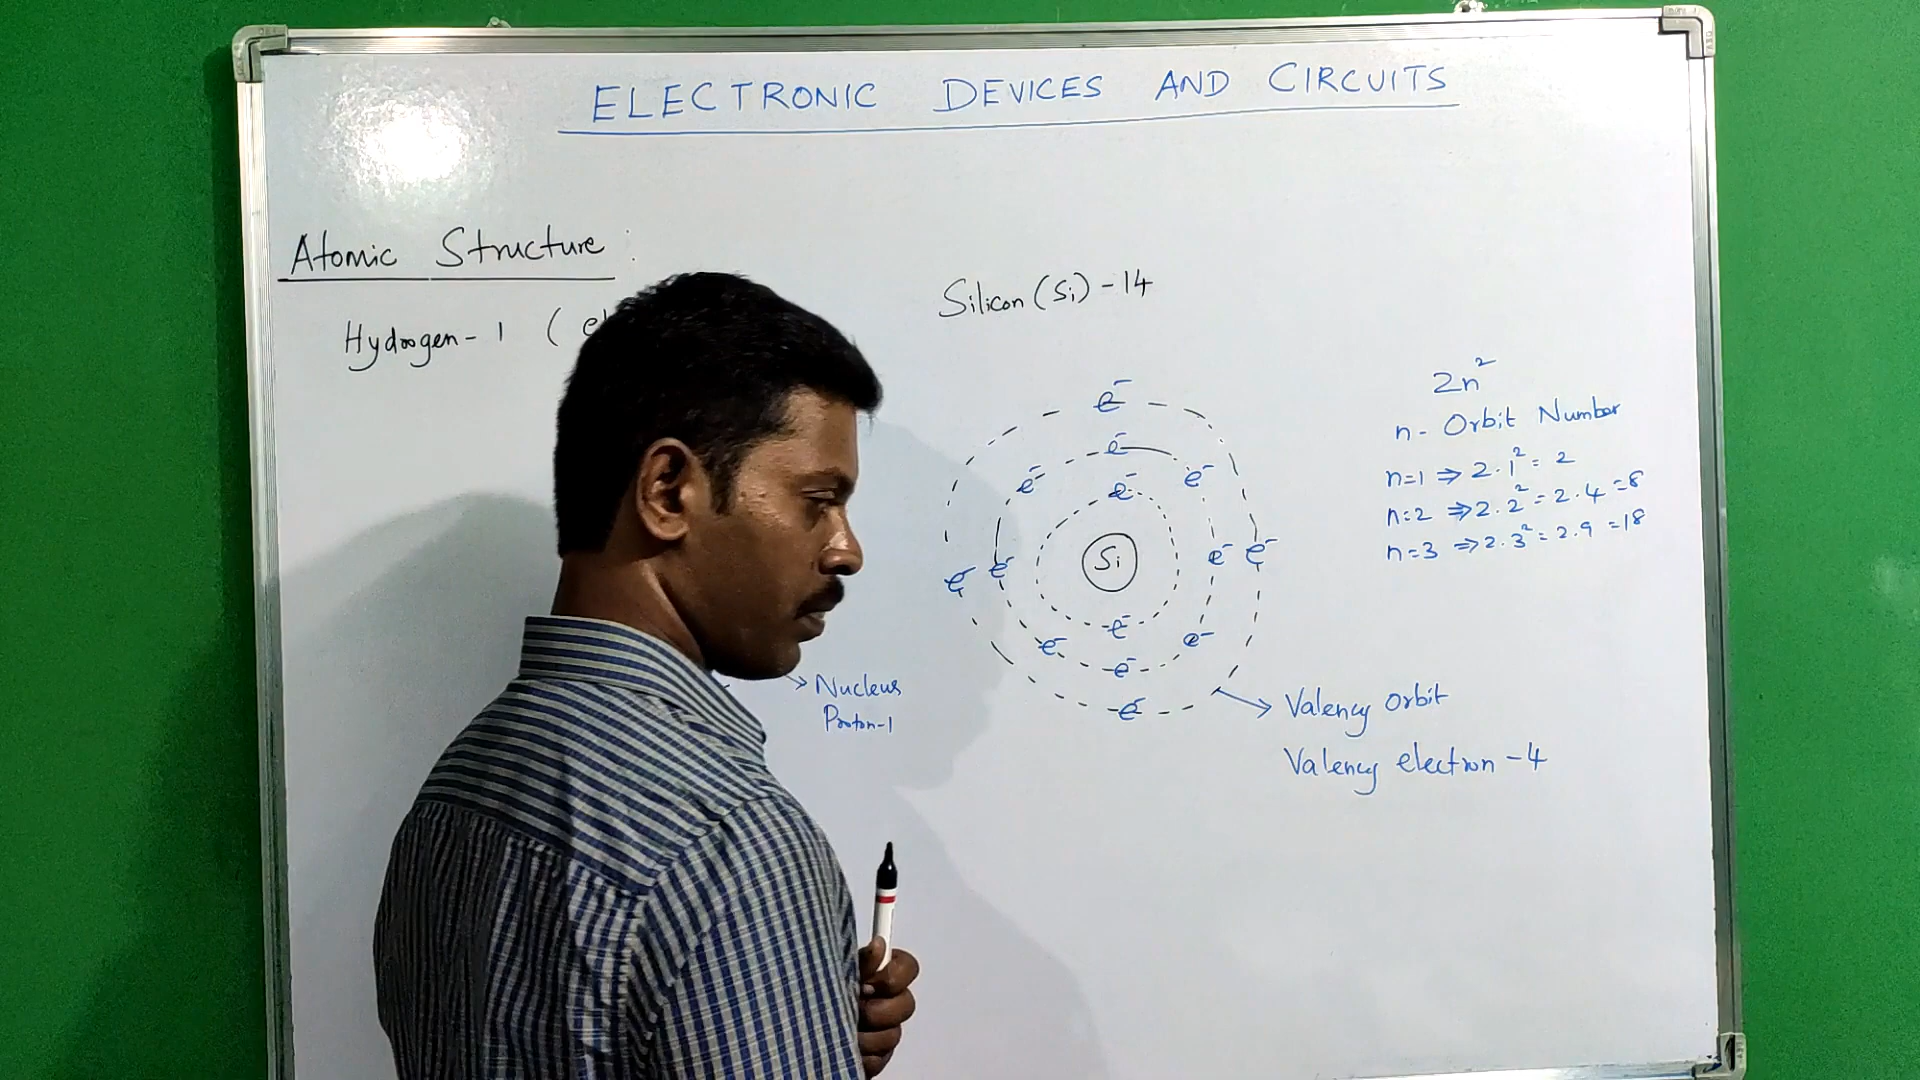 ELECTRONIC DEVICES AND CIRCUITS
Atomic Structure :
Hydrogen - 1 (
Nucleus
Proton-1
Silicon (Si) - 14
e⁻
e⁻
e⁻ e⁻
e⁻
Si
e⁻ e⁻ e⁻ e⁻
e⁻
e⁻ e⁻
e⁻
e⁻
2n²
n - Orbit Number
n=1 ⇒ 2.1² = 2
n=2 ⇒ 2.2² = 2.4 = 8
n=3 ⇒ 2.3² = 2.9 = 18
Valency Orbit
Valency electron - 4